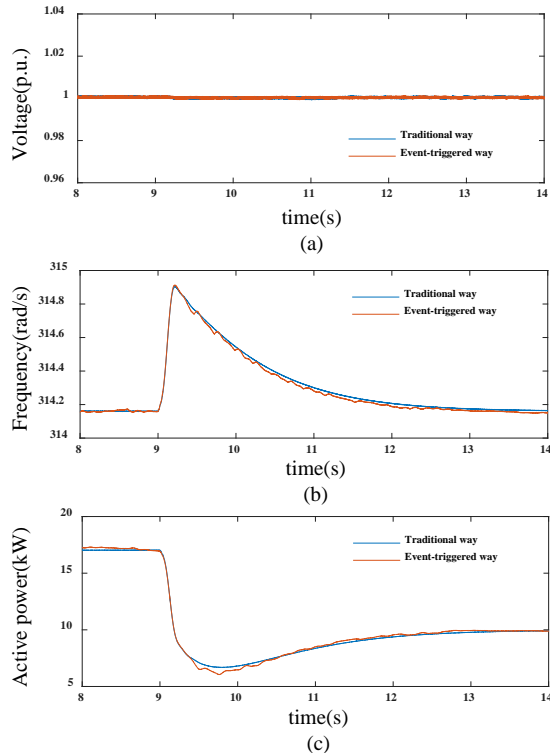 1.04
1.02
1
0.98
0.96
Voltage(p.u.)
Traditional way
Event-triggered way
8 9 10 11 12 13 14
time(s)
(a)
315
314.8
314.4
314.2
314
Frequency(rad/s)
Traditional way
Event-triggered way
8 9 10 11 12 13 14
time(s)
(b)
20
15
10
5
Active power(kW)
Traditional way
Event-triggered way
8 9 10 11 12 13 14
time(s)
(c)